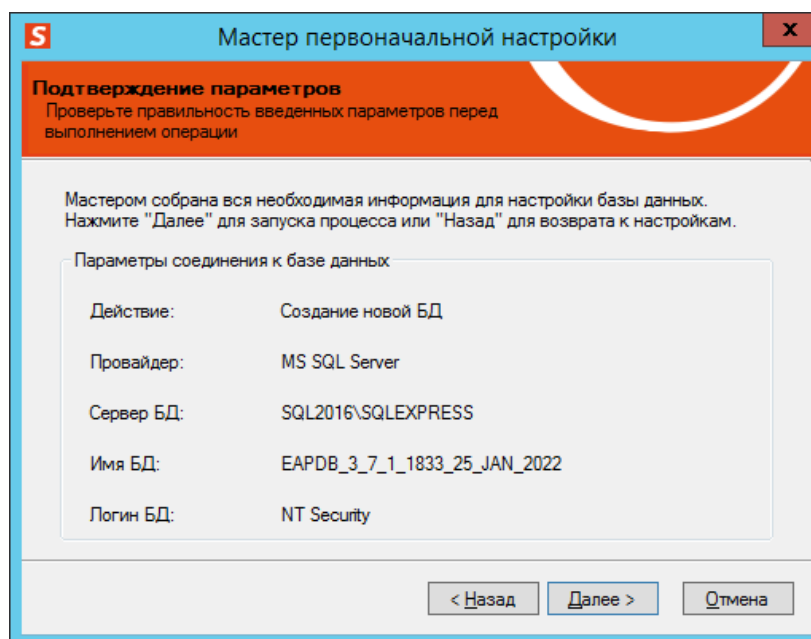 S
Мастер первоначальной настройки
x
Подтверждение параметров
Проверьте правильность введенных параметров перед
выполнением операции
Мастером собрана вся необходимая информация для настройки базы данных.
Нажмите "Далее" для запуска процесса или "Назад" для возврата к настройкам.
Параметры соединения к базе данных
Действие: Создание новой БД
Провайдер: MS SQL Server
Сервер БД: SQL2016\SQLEXPRESS
Имя БД: EAPDB_3_7_1_1833_25_JAN_2022
Логин БД: NT Security
< Назад Далее > Отмена